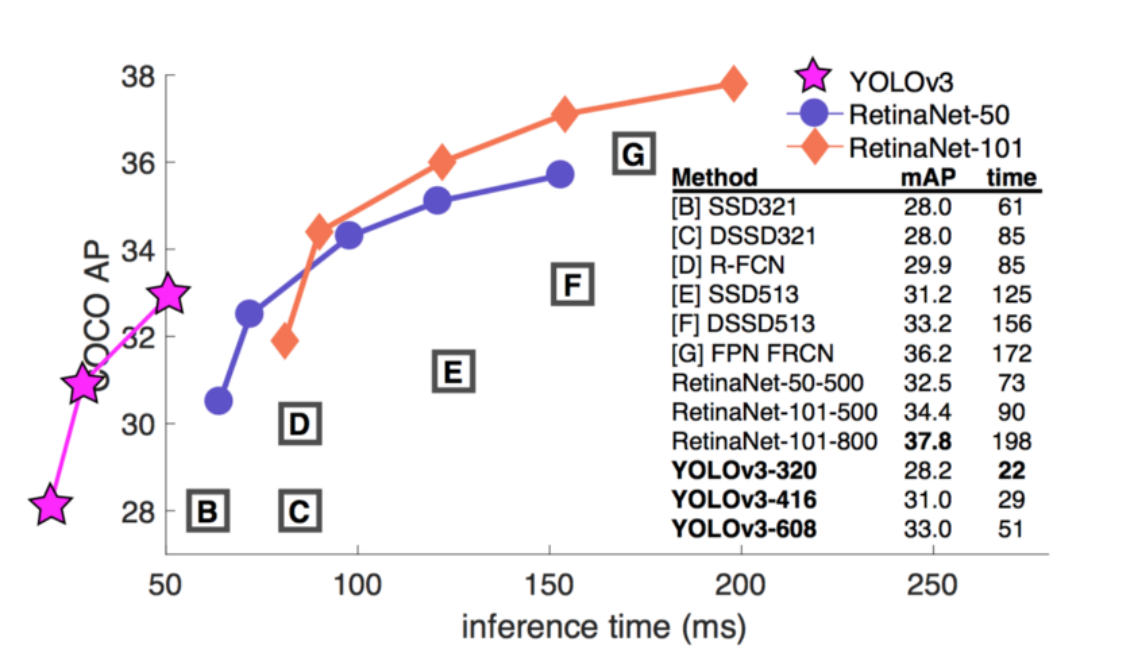 38
36
34
32
30
28
COCO AP
50
100
150
200
250
inference time (ms)
B
C
D
E
F
G
YOLOv3
RetinaNet-50
RetinaNet-101
Method mAP time
[B] SSD321 28.0 61
[C] DSSD321 28.0 85
[D] R-FCN 29.9 85
[E] SSD513 31.2 125
[F] DSSD513 33.2 156
[G] FPN FRCN 36.2 172
RetinaNet-50-500 32.5 73
RetinaNet-101-500 34.4 90
RetinaNet-101-800 37.8 198
YOLOv3-320 28.2 22
YOLOv3-416 31.0 29
YOLOv3-608 33.0 51